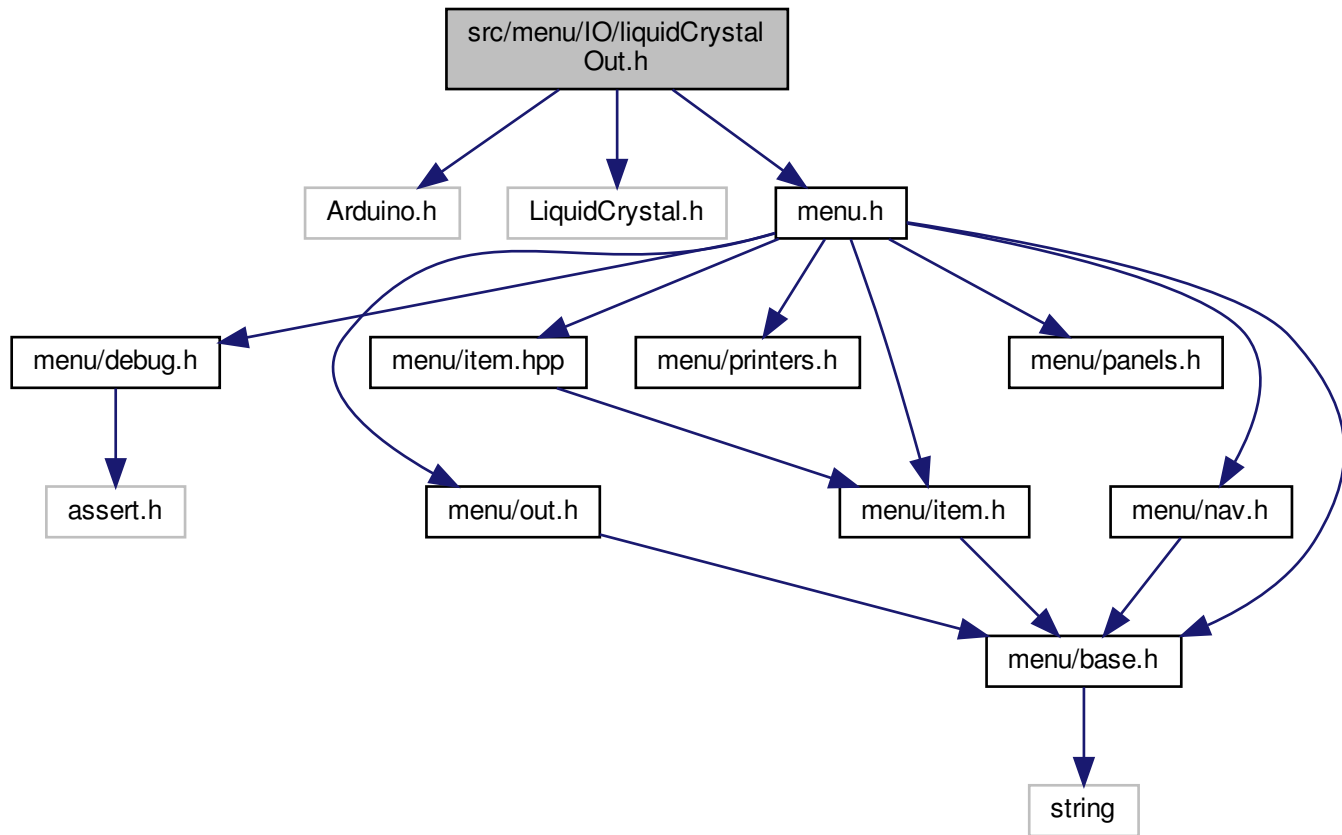 src/menu/IO/liquidCrystal
Out.h
Arduino.h
LiquidCrystal.h
menu.h
menu/debug.h
menu/item.hpp
menu/printers.h
menu/panels.h
assert.h
menu/out.h
menu/item.h
menu/nav.h
menu/base.h
string